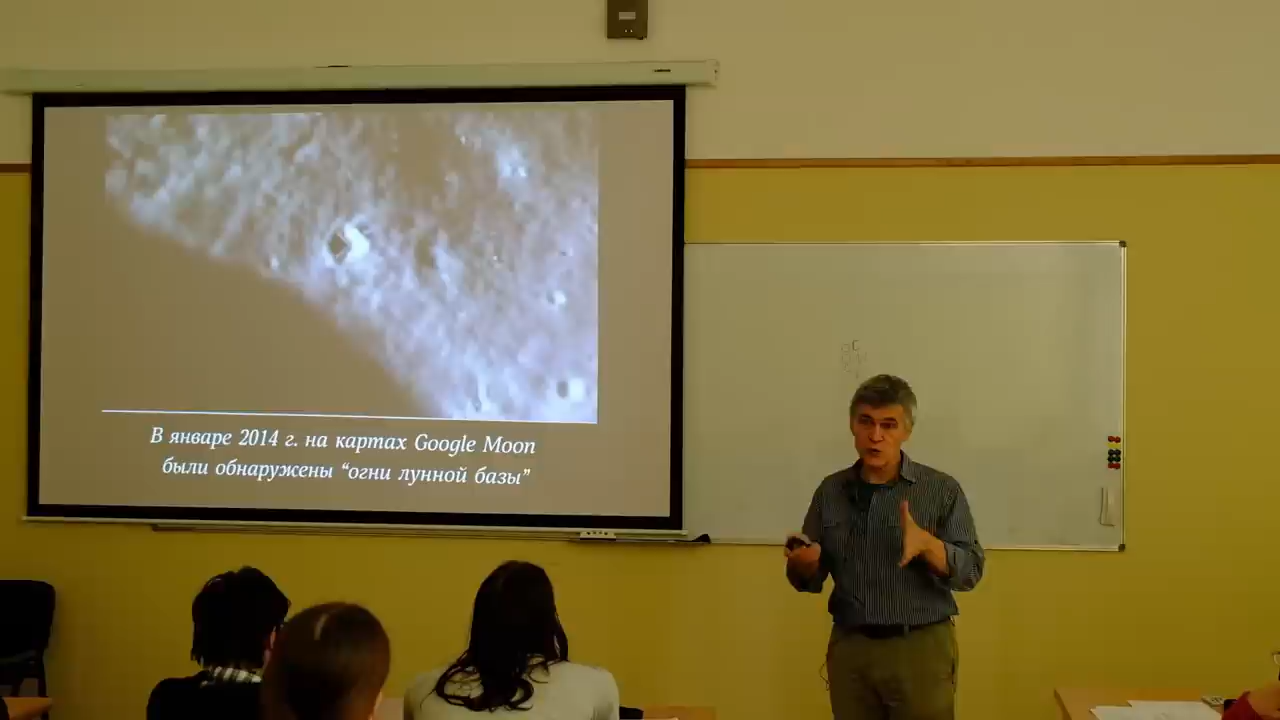 В январе 2014 г. на картах Google Moon
были обнаружены “огни лунной базы”